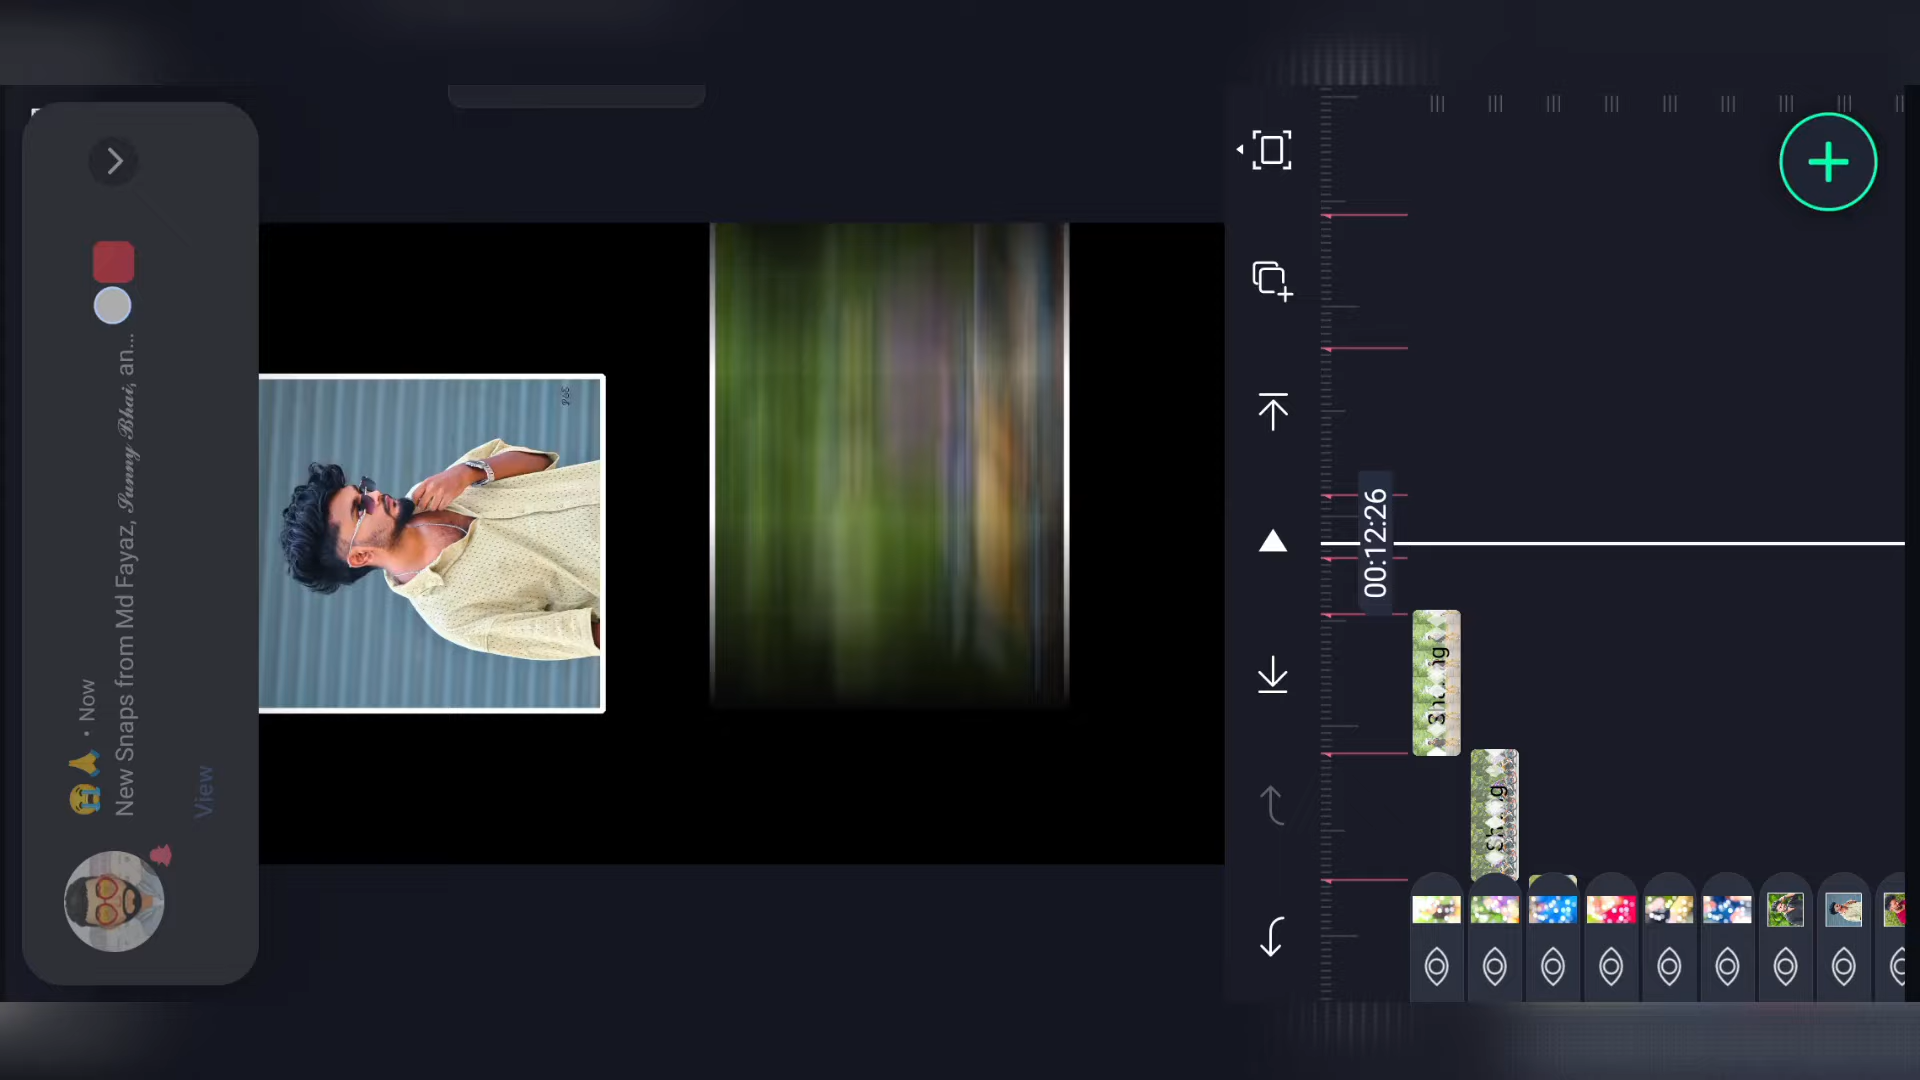 😭🙏 • Now
New Snaps from Md Fayaz, 𝒮𝓊𝓃𝓃𝓎 𝐵𝒽𝒶𝒾, an...
View
00:12:26